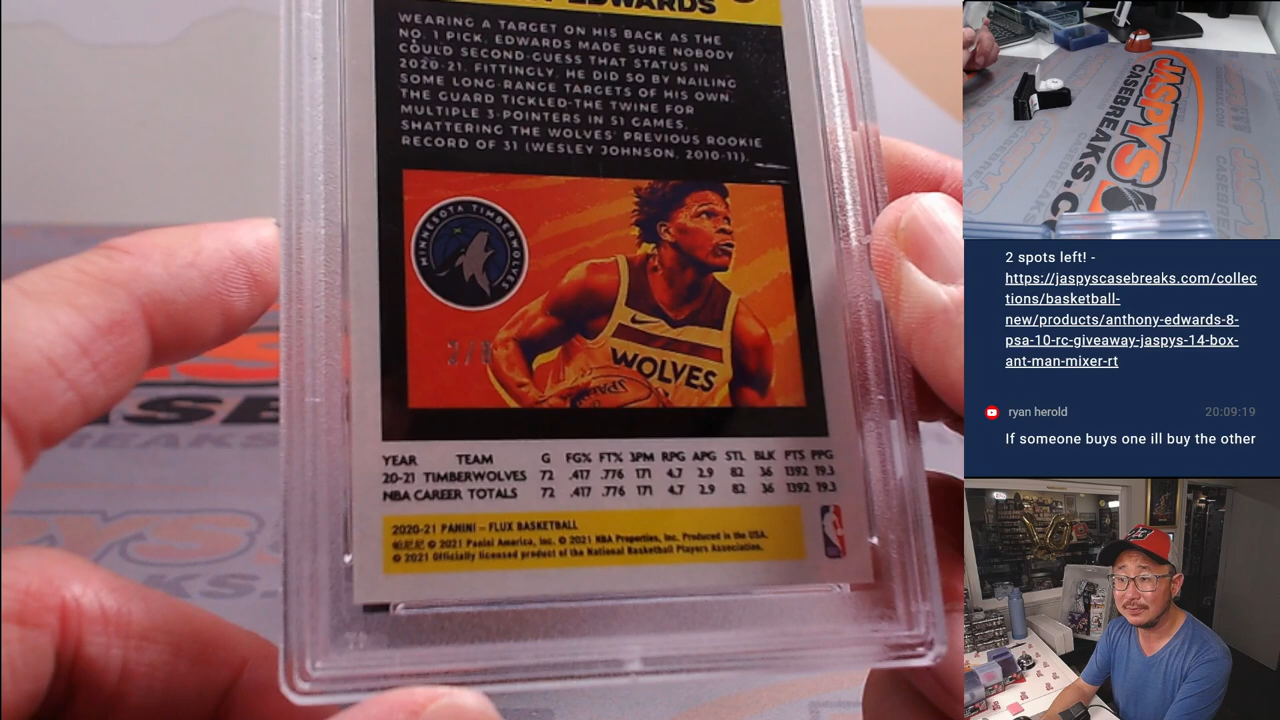 EDWARDS
WEARING A TARGET ON HIS BACK AS THE
NO. 1 PICK, EDWARDS MADE SURE NOBODY
COULD SECOND-GUESS THAT STATUS IN
2020-21. FITTINGLY, HE DID SO BY NAILING
SOME LONG-RANGE TARGETS OF HIS OWN.
THE GUARD TICKLED THE TWINE FOR
MULTIPLE 3-POINTERS IN 51 GAMES,
SHATTERING THE WOLVES' PREVIOUS ROOKIE
RECORD OF 31 (WESLEY JOHNSON, 2010-11).
MINNESOTA TIMBERWOLVES
WOLVES
SPALDING
YEAR TEAM G FG% FT% 3PM RPG APG STL BLK PTS PPG
20-21 TIMBERWOLVES 72 .417 .776 171 4.7 2.9 82 36 1392 19.3
NBA CAREER TOTALS 72 .417 .776 171 4.7 2.9 82 36 1392 19.3
2020-21 PANINI – FLUX BASKETBALL
© 2021 Panini America, Inc. © 2021 NBA Properties, Inc. Produced in the USA.
© 2021 Officially licensed product of the National Basketball Players Association.
JASPYS
CASEBREAKS.CO
2 spots left! -
https://jaspyscasebreaks.com/collec
tions/basketball-
new/products/anthony-edwards-8-
psa-10-rc-giveaway-jaspys-14-box-
ant-man-mixer-rt
ryan herold 20:09:19
If someone buys one ill buy the other